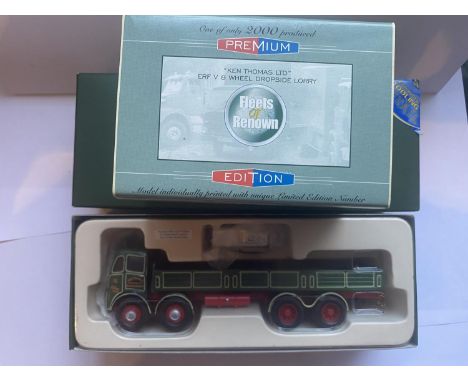 One of only 2000 produced
PREMIUM
"KEN THOMAS LTD"
ERF V 8 WHEEL DROPSIDE LORRY
Fleets
of
Renown
EDITION
Model individually printed with unique Limited Edition Number
TOOLING